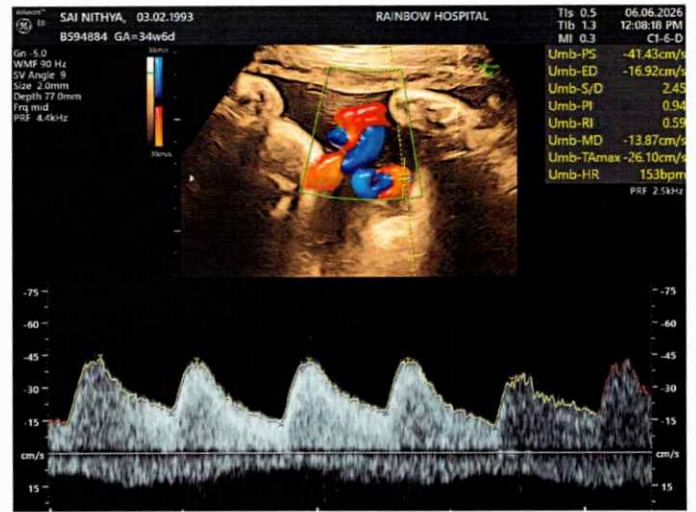 Voluson™
SAI NITHYA, 03.02.1993
RAINBOW HOSPITAL
TIs 0.5 06.06.2026
GE E8
B594884 GA=34w6d
TIb 1.3 12:08:18 PM
MI 0.3 C1-6-D
Gn -5.0
WMF 90 Hz
SV Angle 9
Size 2.0mm
Depth 77.0mm
Frq mid
PRF 4.4kHz
30cm/s
30cm/s
Umb-PS -41.43cm/s
Umb-ED -16.92cm/s
Umb-S/D 2.45
Umb-PI 0.94
Umb-RI 0.59
Umb-MD -13.87cm/s
Umb-TAmax -26.10cm/s
Umb-HR 153bpm
PRF 2.5kHz
-75 -75
-60 -60
-45 -45
-30 -30
-15 -15
cm/s cm/s
15 15